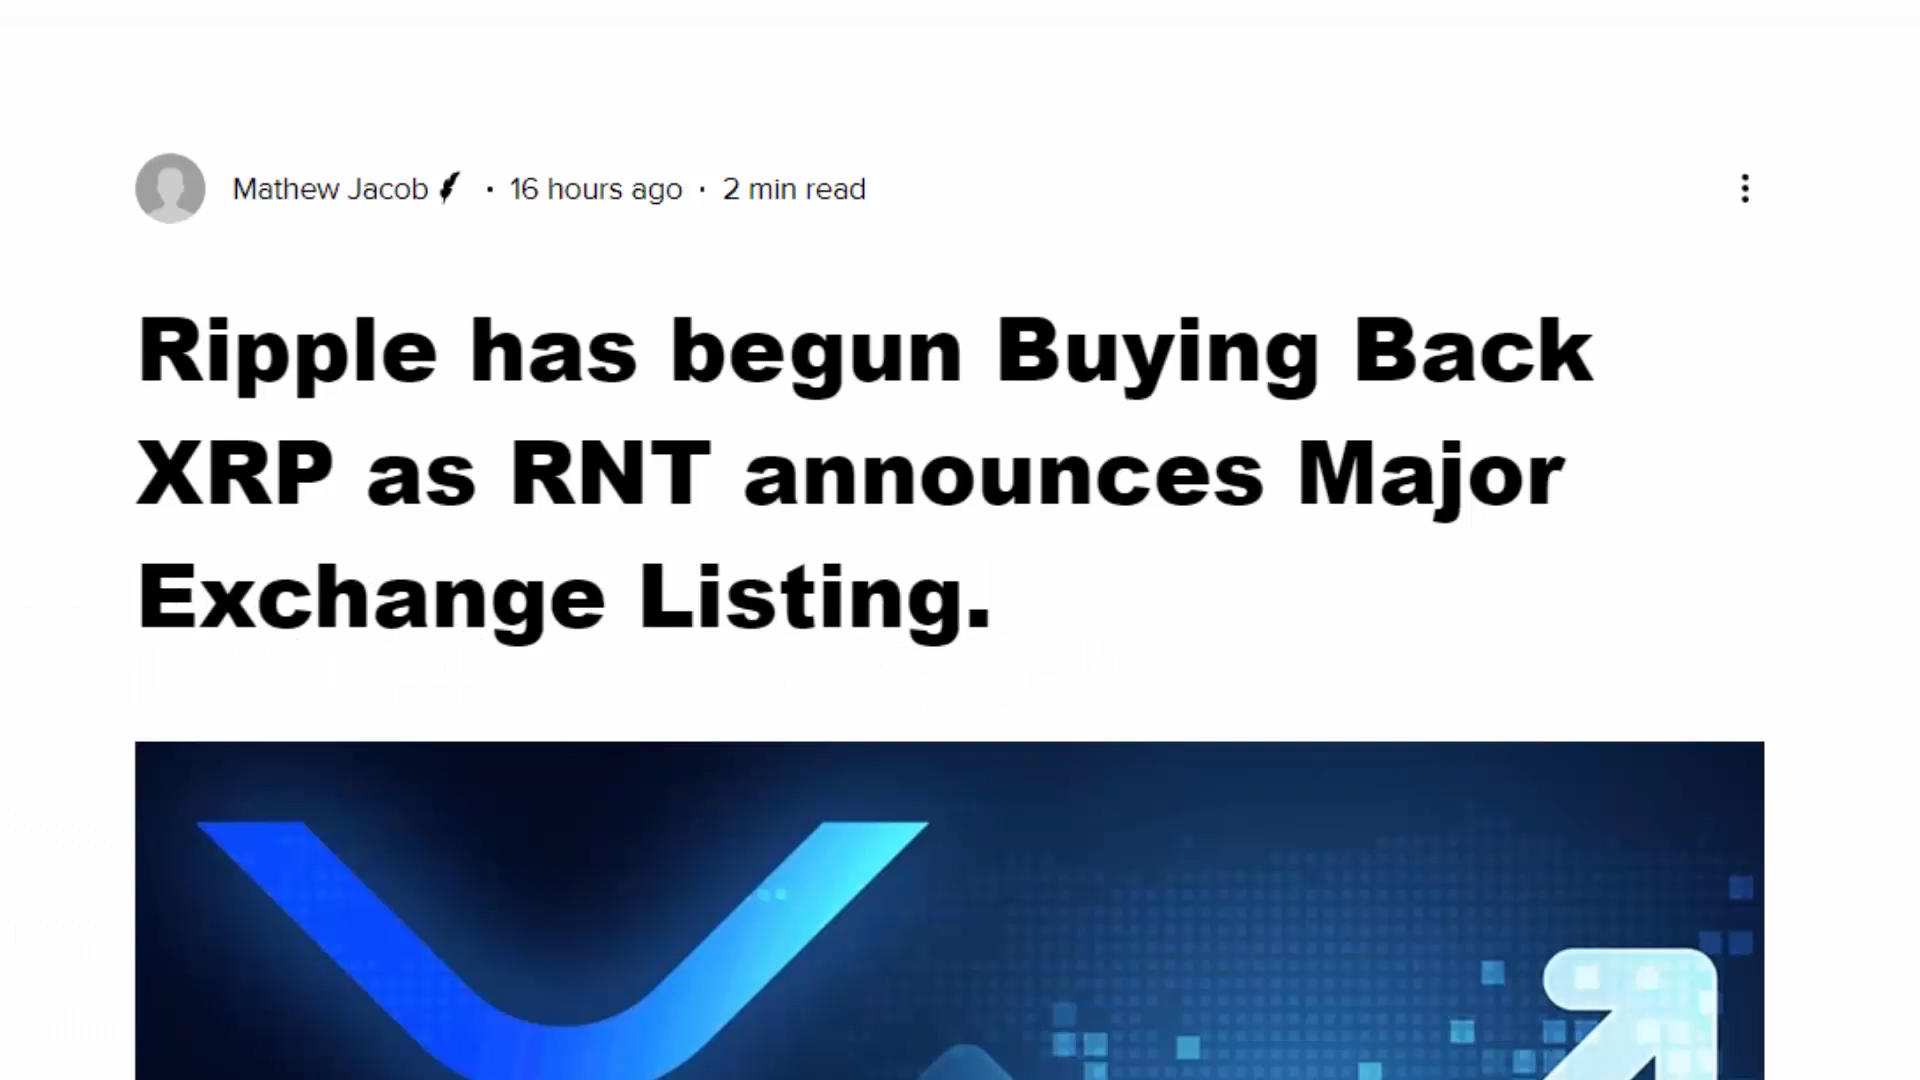 Mathew Jacob · 16 hours ago · 2 min read
Ripple has begun Buying Back
XRP as RNT announces Major
Exchange Listing.